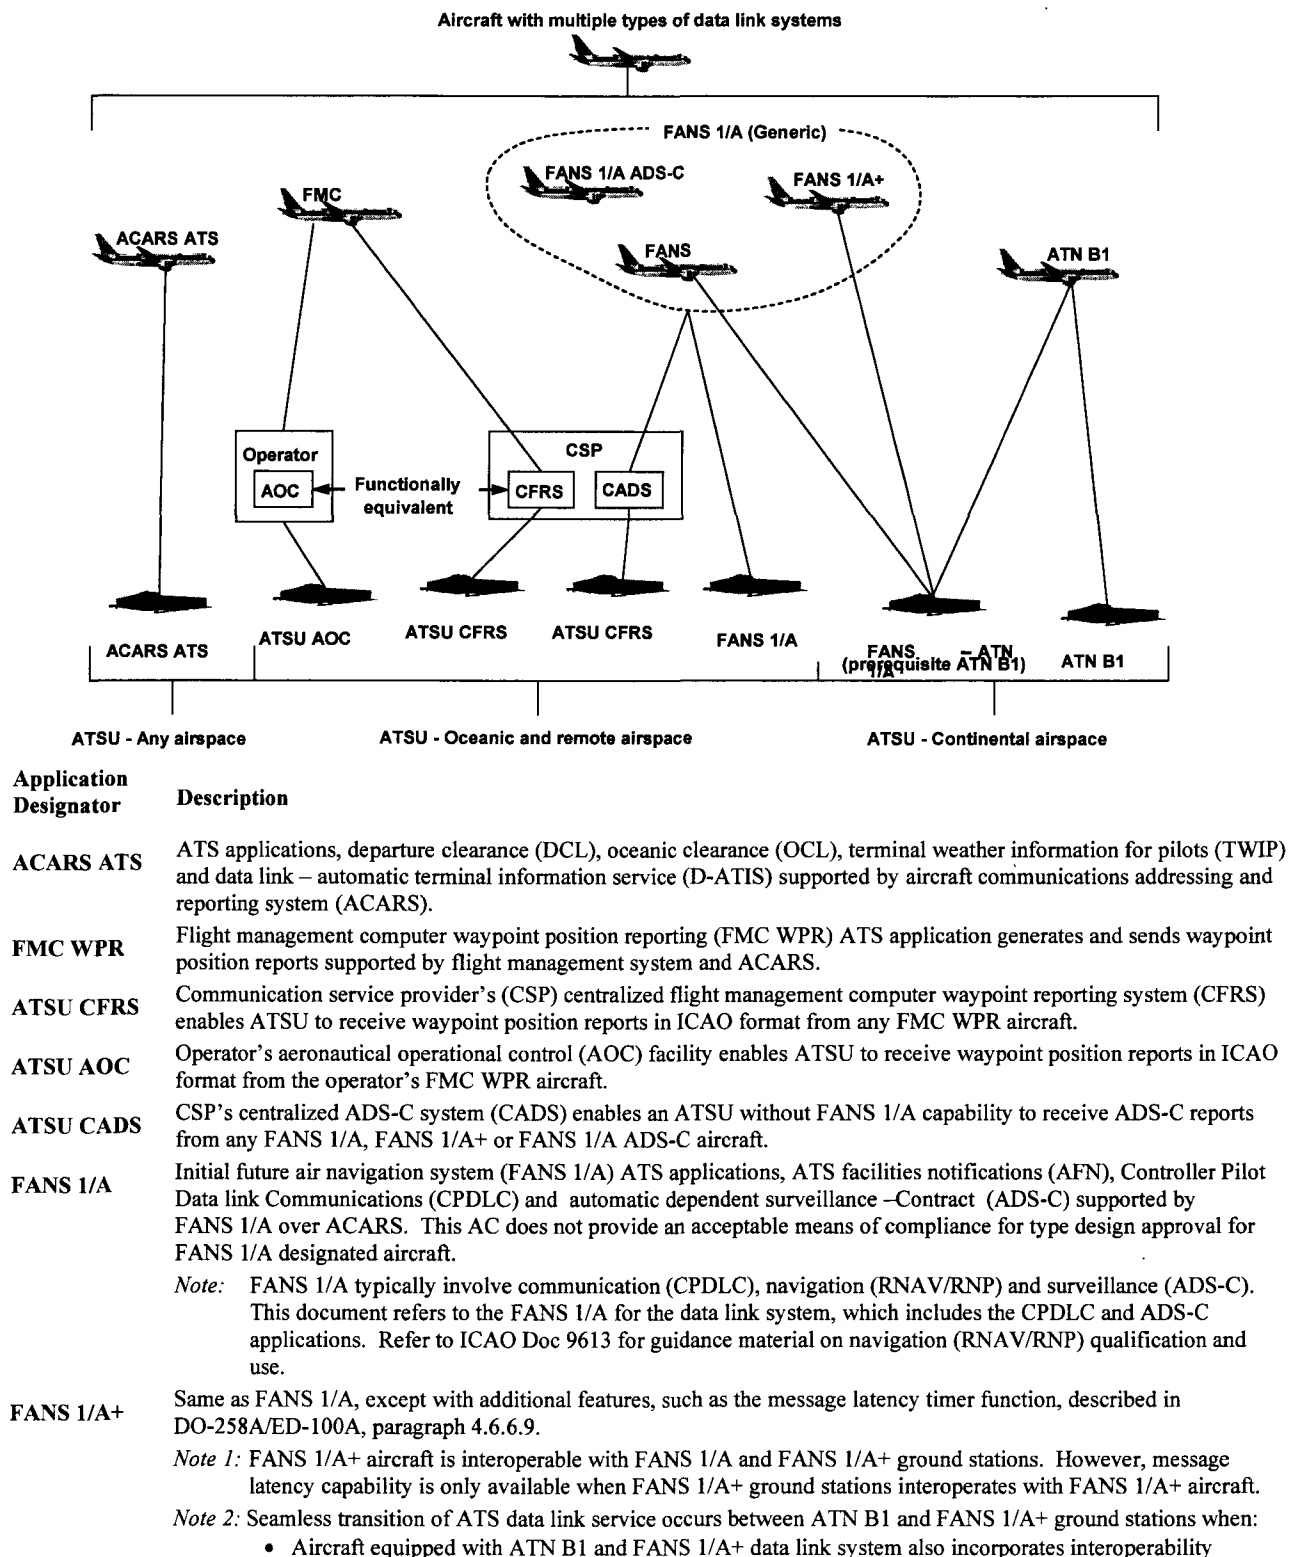 Aircraft with multiple types of data link systems
FANS 1/A (Generic)
FANS 1/A ADS-C
FANS 1/A+
FMC
ACARS ATS
FANS
ATN B1
Operator
AOC
Functionally
equivalent
CSP
CFRS
CADS
ACARS ATS
ATSU AOC
ATSU CFRS
ATSU CFRS
FANS 1/A
FANS 1/A – ATN
(prerequisite ATN B1)
ATN B1
ATSU - Any airspace
ATSU - Oceanic and remote airspace
ATSU - Continental airspace
Application
Designator
Description
ACARS ATS
ATS applications, departure clearance (DCL), oceanic clearance (OCL), terminal weather information for pilots (TWIP)
and data link – automatic terminal information service (D-ATIS) supported by aircraft communications addressing and
reporting system (ACARS).
FMC WPR
Flight management computer waypoint position reporting (FMC WPR) ATS application generates and sends waypoint
position reports supported by flight management system and ACARS.
ATSU CFRS
Communication service provider's (CSP) centralized flight management computer waypoint reporting system (CFRS)
enables ATSU to receive waypoint position reports in ICAO format from any FMC WPR aircraft.
ATSU AOC
Operator's aeronautical operational control (AOC) facility enables ATSU to receive waypoint position reports in ICAO
format from the operator's FMC WPR aircraft.
ATSU CADS
CSP's centralized ADS-C system (CADS) enables an ATSU without FANS 1/A capability to receive ADS-C reports
from any FANS 1/A, FANS 1/A+ or FANS 1/A ADS-C aircraft.
FANS 1/A
Initial future air navigation system (FANS 1/A) ATS applications, ATS facilities notifications (AFN), Controller Pilot
Data link Communications (CPDLC) and automatic dependent surveillance –Contract (ADS-C) supported by
FANS 1/A over ACARS. This AC does not provide an acceptable means of compliance for type design approval for
FANS 1/A designated aircraft.
Note: FANS 1/A typically involve communication (CPDLC), navigation (RNAV/RNP) and surveillance (ADS-C).
This document refers to the FANS 1/A for the data link system, which includes the CPDLC and ADS-C
applications. Refer to ICAO Doc 9613 for guidance material on navigation (RNAV/RNP) qualification and
use.
FANS 1/A+
Same as FANS 1/A, except with additional features, such as the message latency timer function, described in
DO-258A/ED-100A, paragraph 4.6.6.9.
Note 1: FANS 1/A+ aircraft is interoperable with FANS 1/A and FANS 1/A+ ground stations. However, message
latency capability is only available when FANS 1/A+ ground stations interoperates with FANS 1/A+ aircraft.
Note 2: Seamless transition of ATS data link service occurs between ATN B1 and FANS 1/A+ ground stations when:
• Aircraft equipped with ATN B1 and FANS 1/A+ data link system also incorporates interoperability